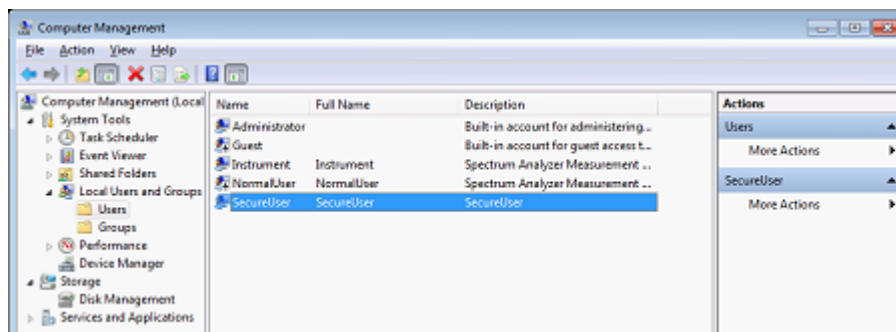 Computer Management
File Action View Help
Computer Management (Local
System Tools
Task Scheduler
Event Viewer
Shared Folders
Local Users and Groups
Users
Groups
Performance
Device Manager
Storage
Disk Management
Services and Applications
Name Full Name Description
Administrator Built-in account for administering...
Guest Built-in account for guest access t...
Instrument Instrument Spectrum Analyzer Measurement ...
NormalUser NormalUser Spectrum Analyzer Measurement ...
SecureUser SecureUser SecureUser
Actions
Users
More Actions
SecureUser
More Actions